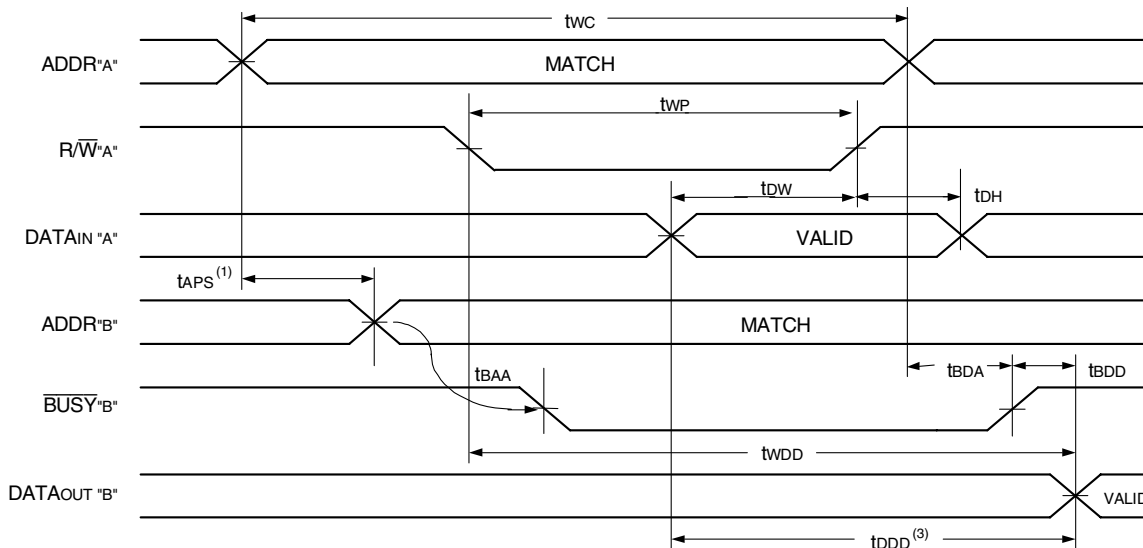 tWC
ADDR"A"
MATCH
tWP
R/W̅"A"
tDW
tDH
DATAIN "A"
VALID
tAPS(1)
ADDR"B"
MATCH
tBAA
tBDA
tBDD
B̅U̅S̅Y̅"B"
tWDD
DATAOUT "B"
VALID
tDDD(3)